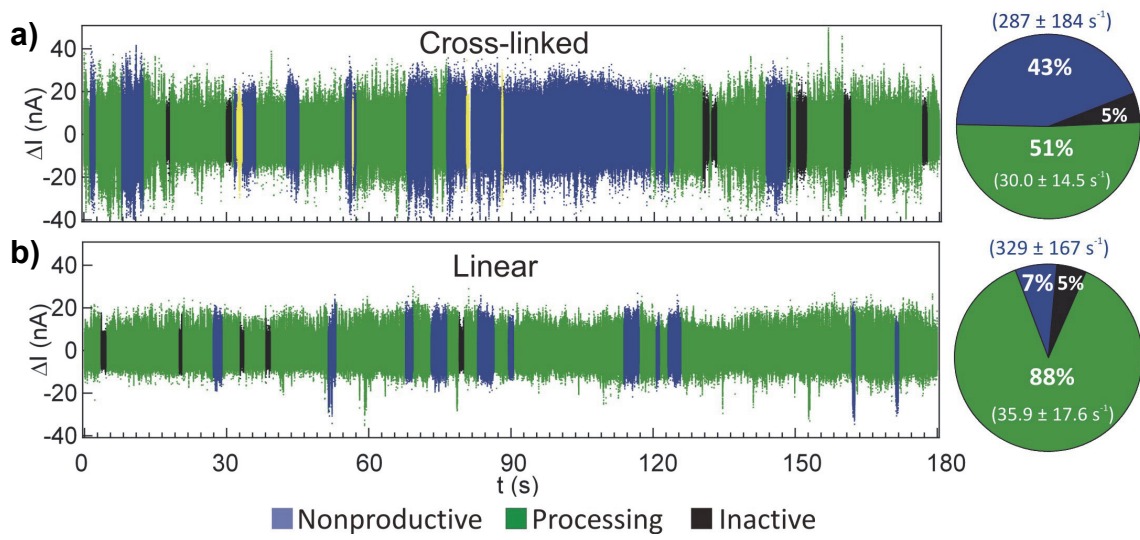 a)
Cross-linked
ΔI (nA)
40
20
0
-20
-40
(287 ± 184 s⁻¹)
43%
5%
51%
(30.0 ± 14.5 s⁻¹)
b)
Linear
ΔI (nA)
40
20
0
-20
-40
0 30 60 90 120 150 180
t (s)
(329 ± 167 s⁻¹)
7% 5%
88%
(35.9 ± 17.6 s⁻¹)
Nonproductive Processing Inactive